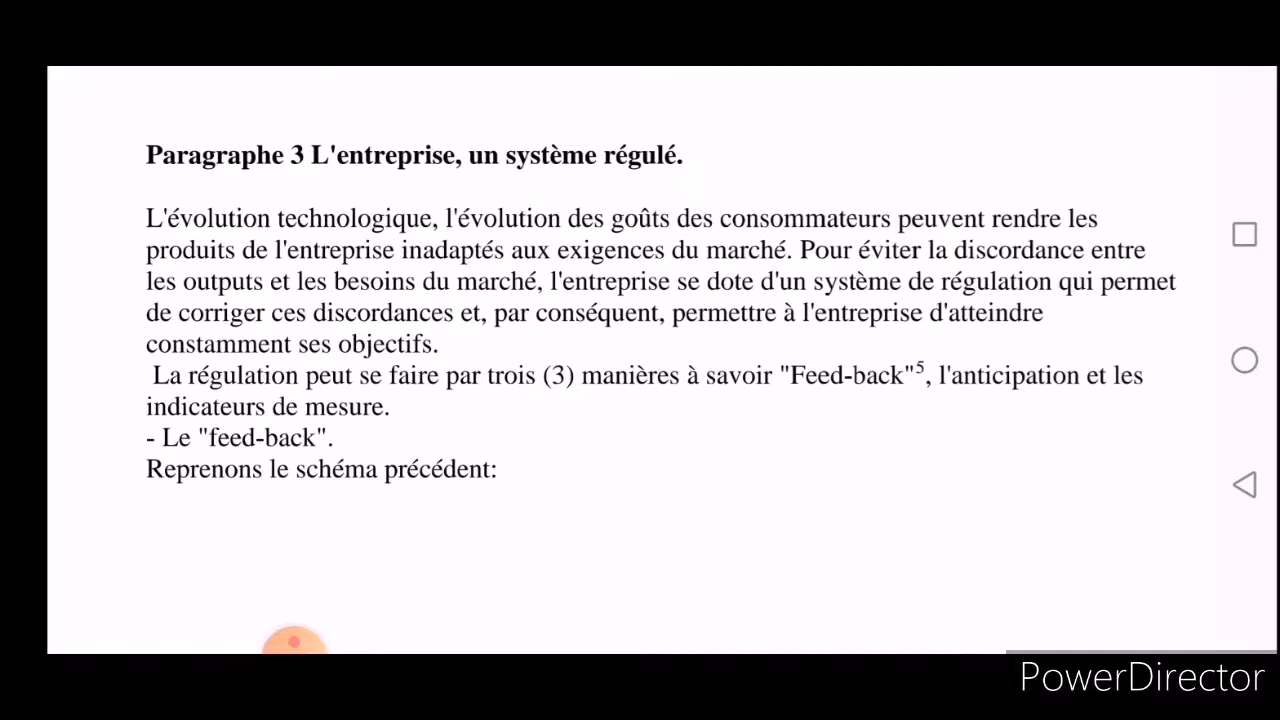 Paragraphe 3 L'entreprise, un système régulé.
L'évolution technologique, l'évolution des goûts des consommateurs peuvent rendre les
produits de l'entreprise inadaptés aux exigences du marché. Pour éviter la discordance entre
les outputs et les besoins du marché, l'entreprise se dote d'un système de régulation qui permet
de corriger ces discordances et, par conséquent, permettre à l'entreprise d'atteindre
constamment ses objectifs.
La régulation peut se faire par trois (3) manières à savoir "Feed-back"⁵, l'anticipation et les
indicateurs de mesure.
- Le "feed-back".
Reprenons le schéma précédent:
PowerDirector